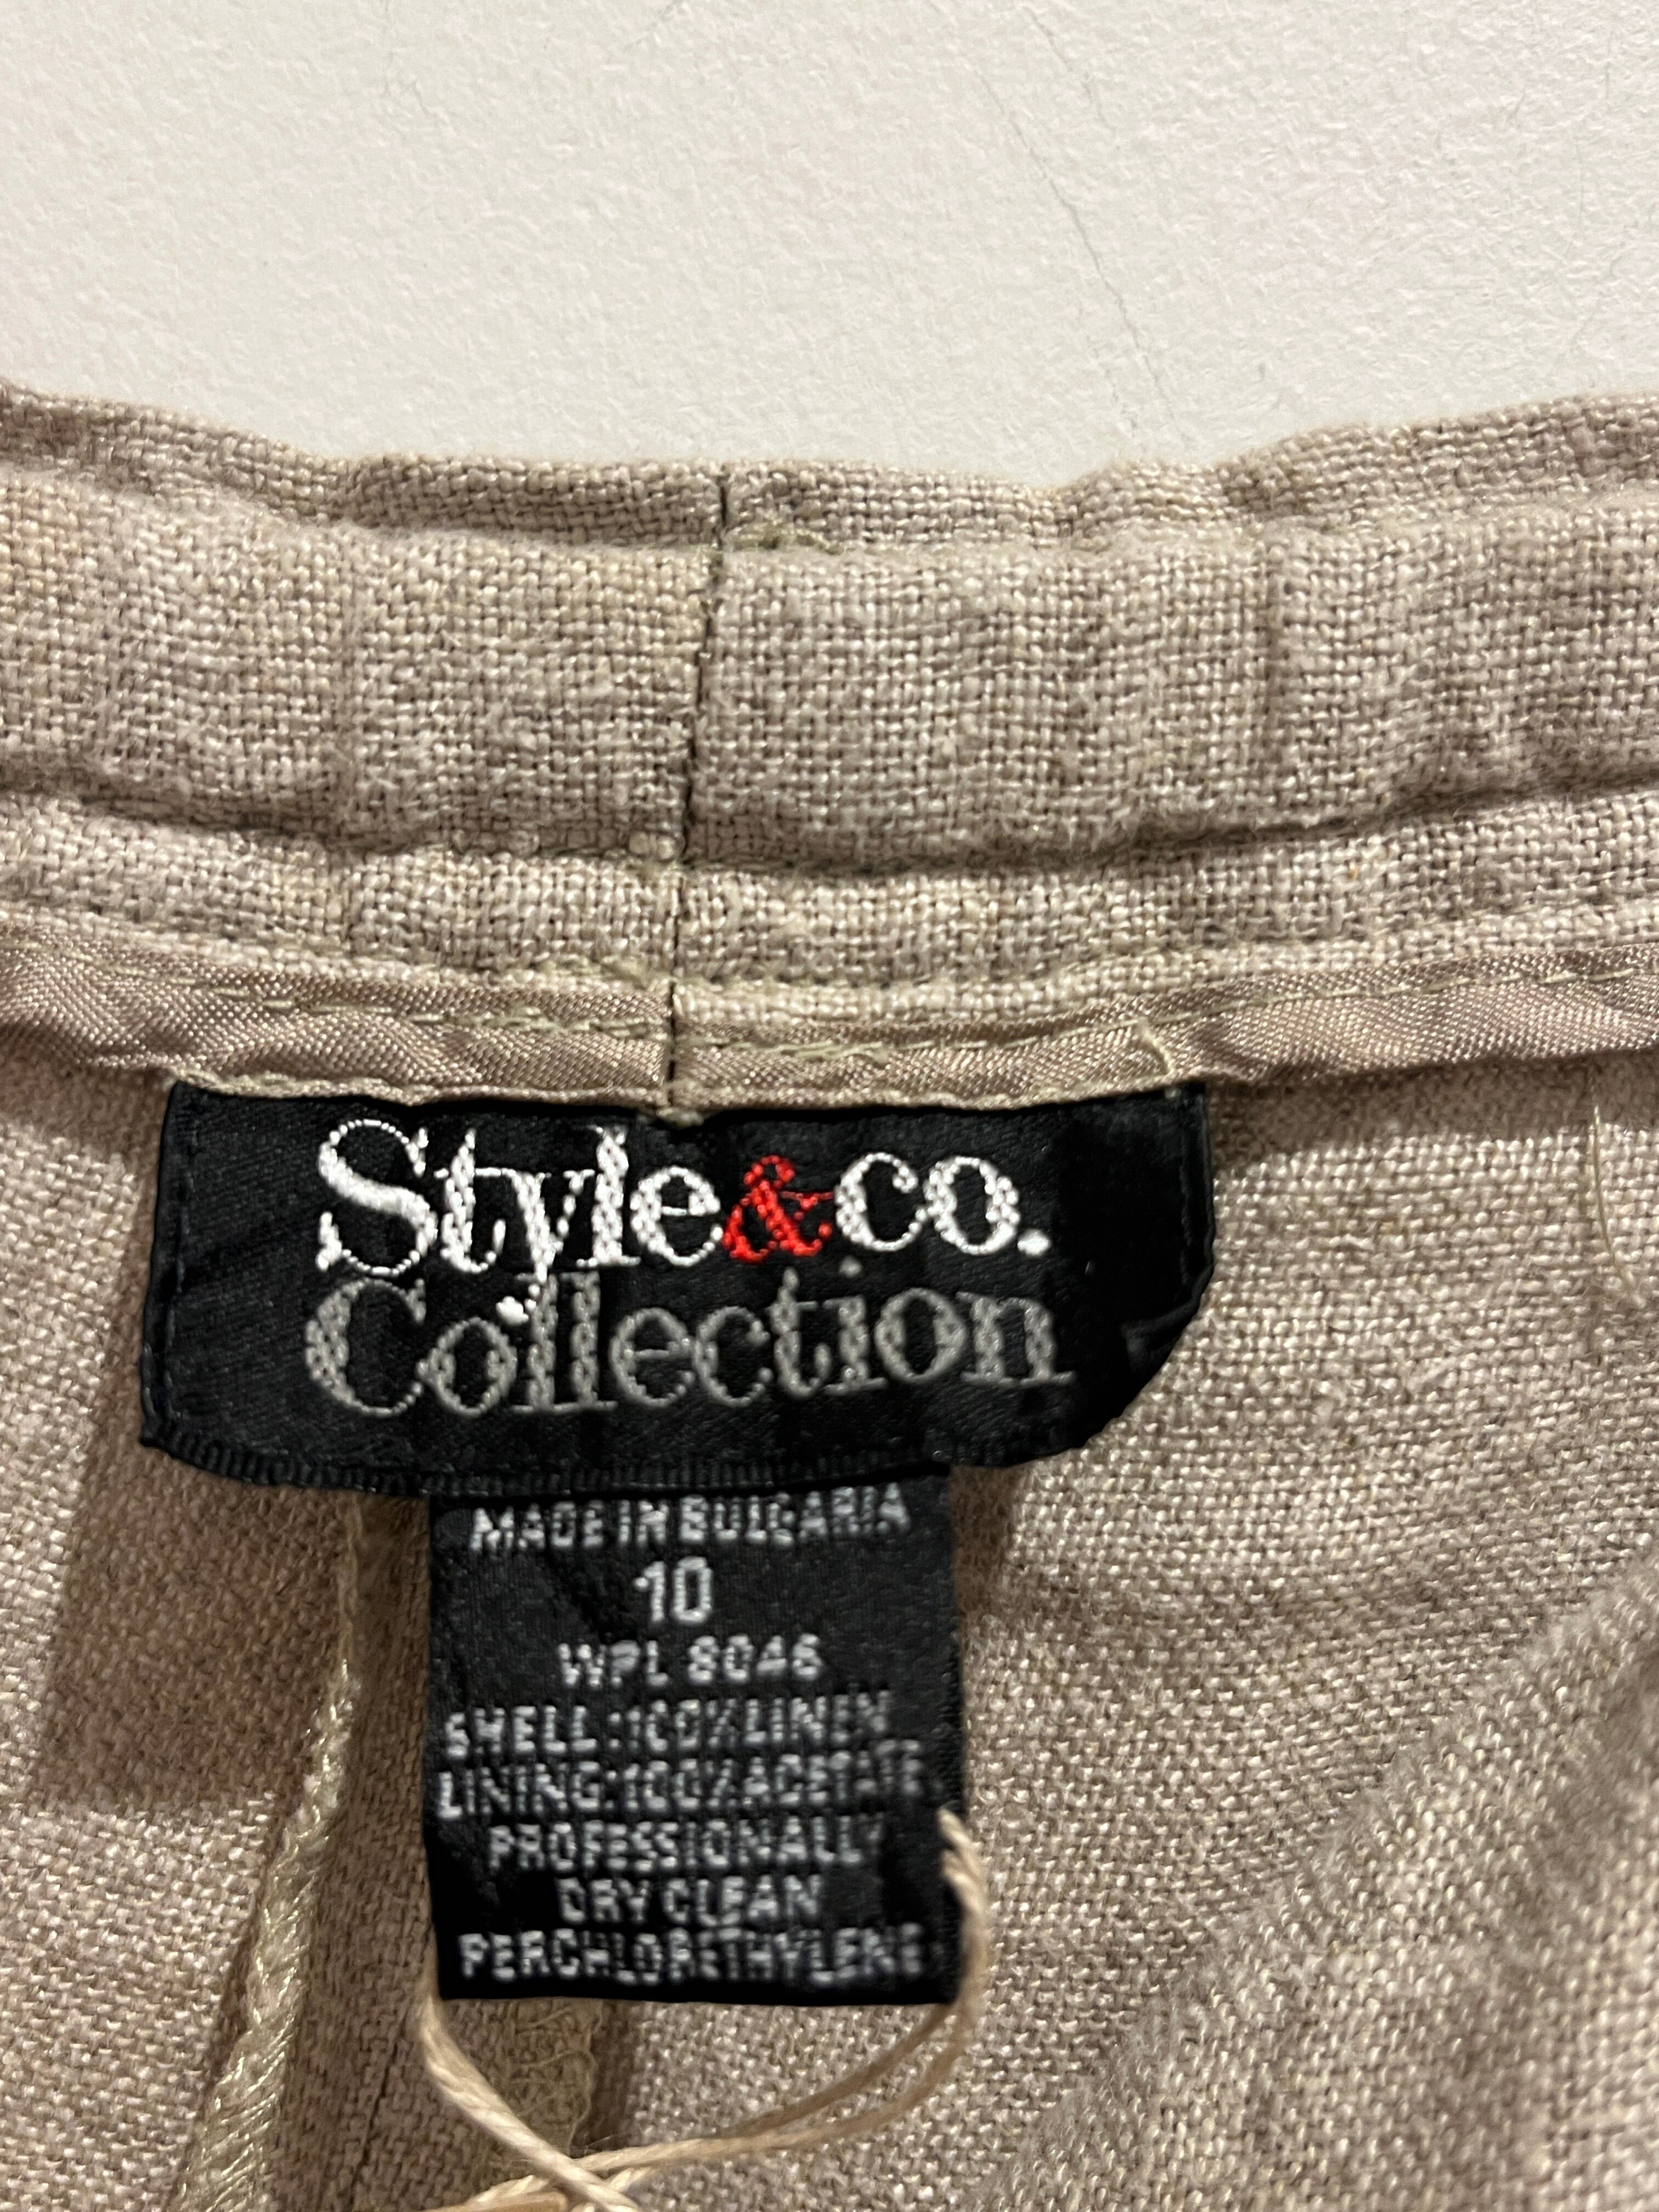 Style&co.
Collection
MADE IN BULGARIA
10
WPL 8046
SHELL:100%LINEN
LINING:100%ACETATE
PROFESSIONALLY
DRY CLEAN
PERCHLORETHYLENE